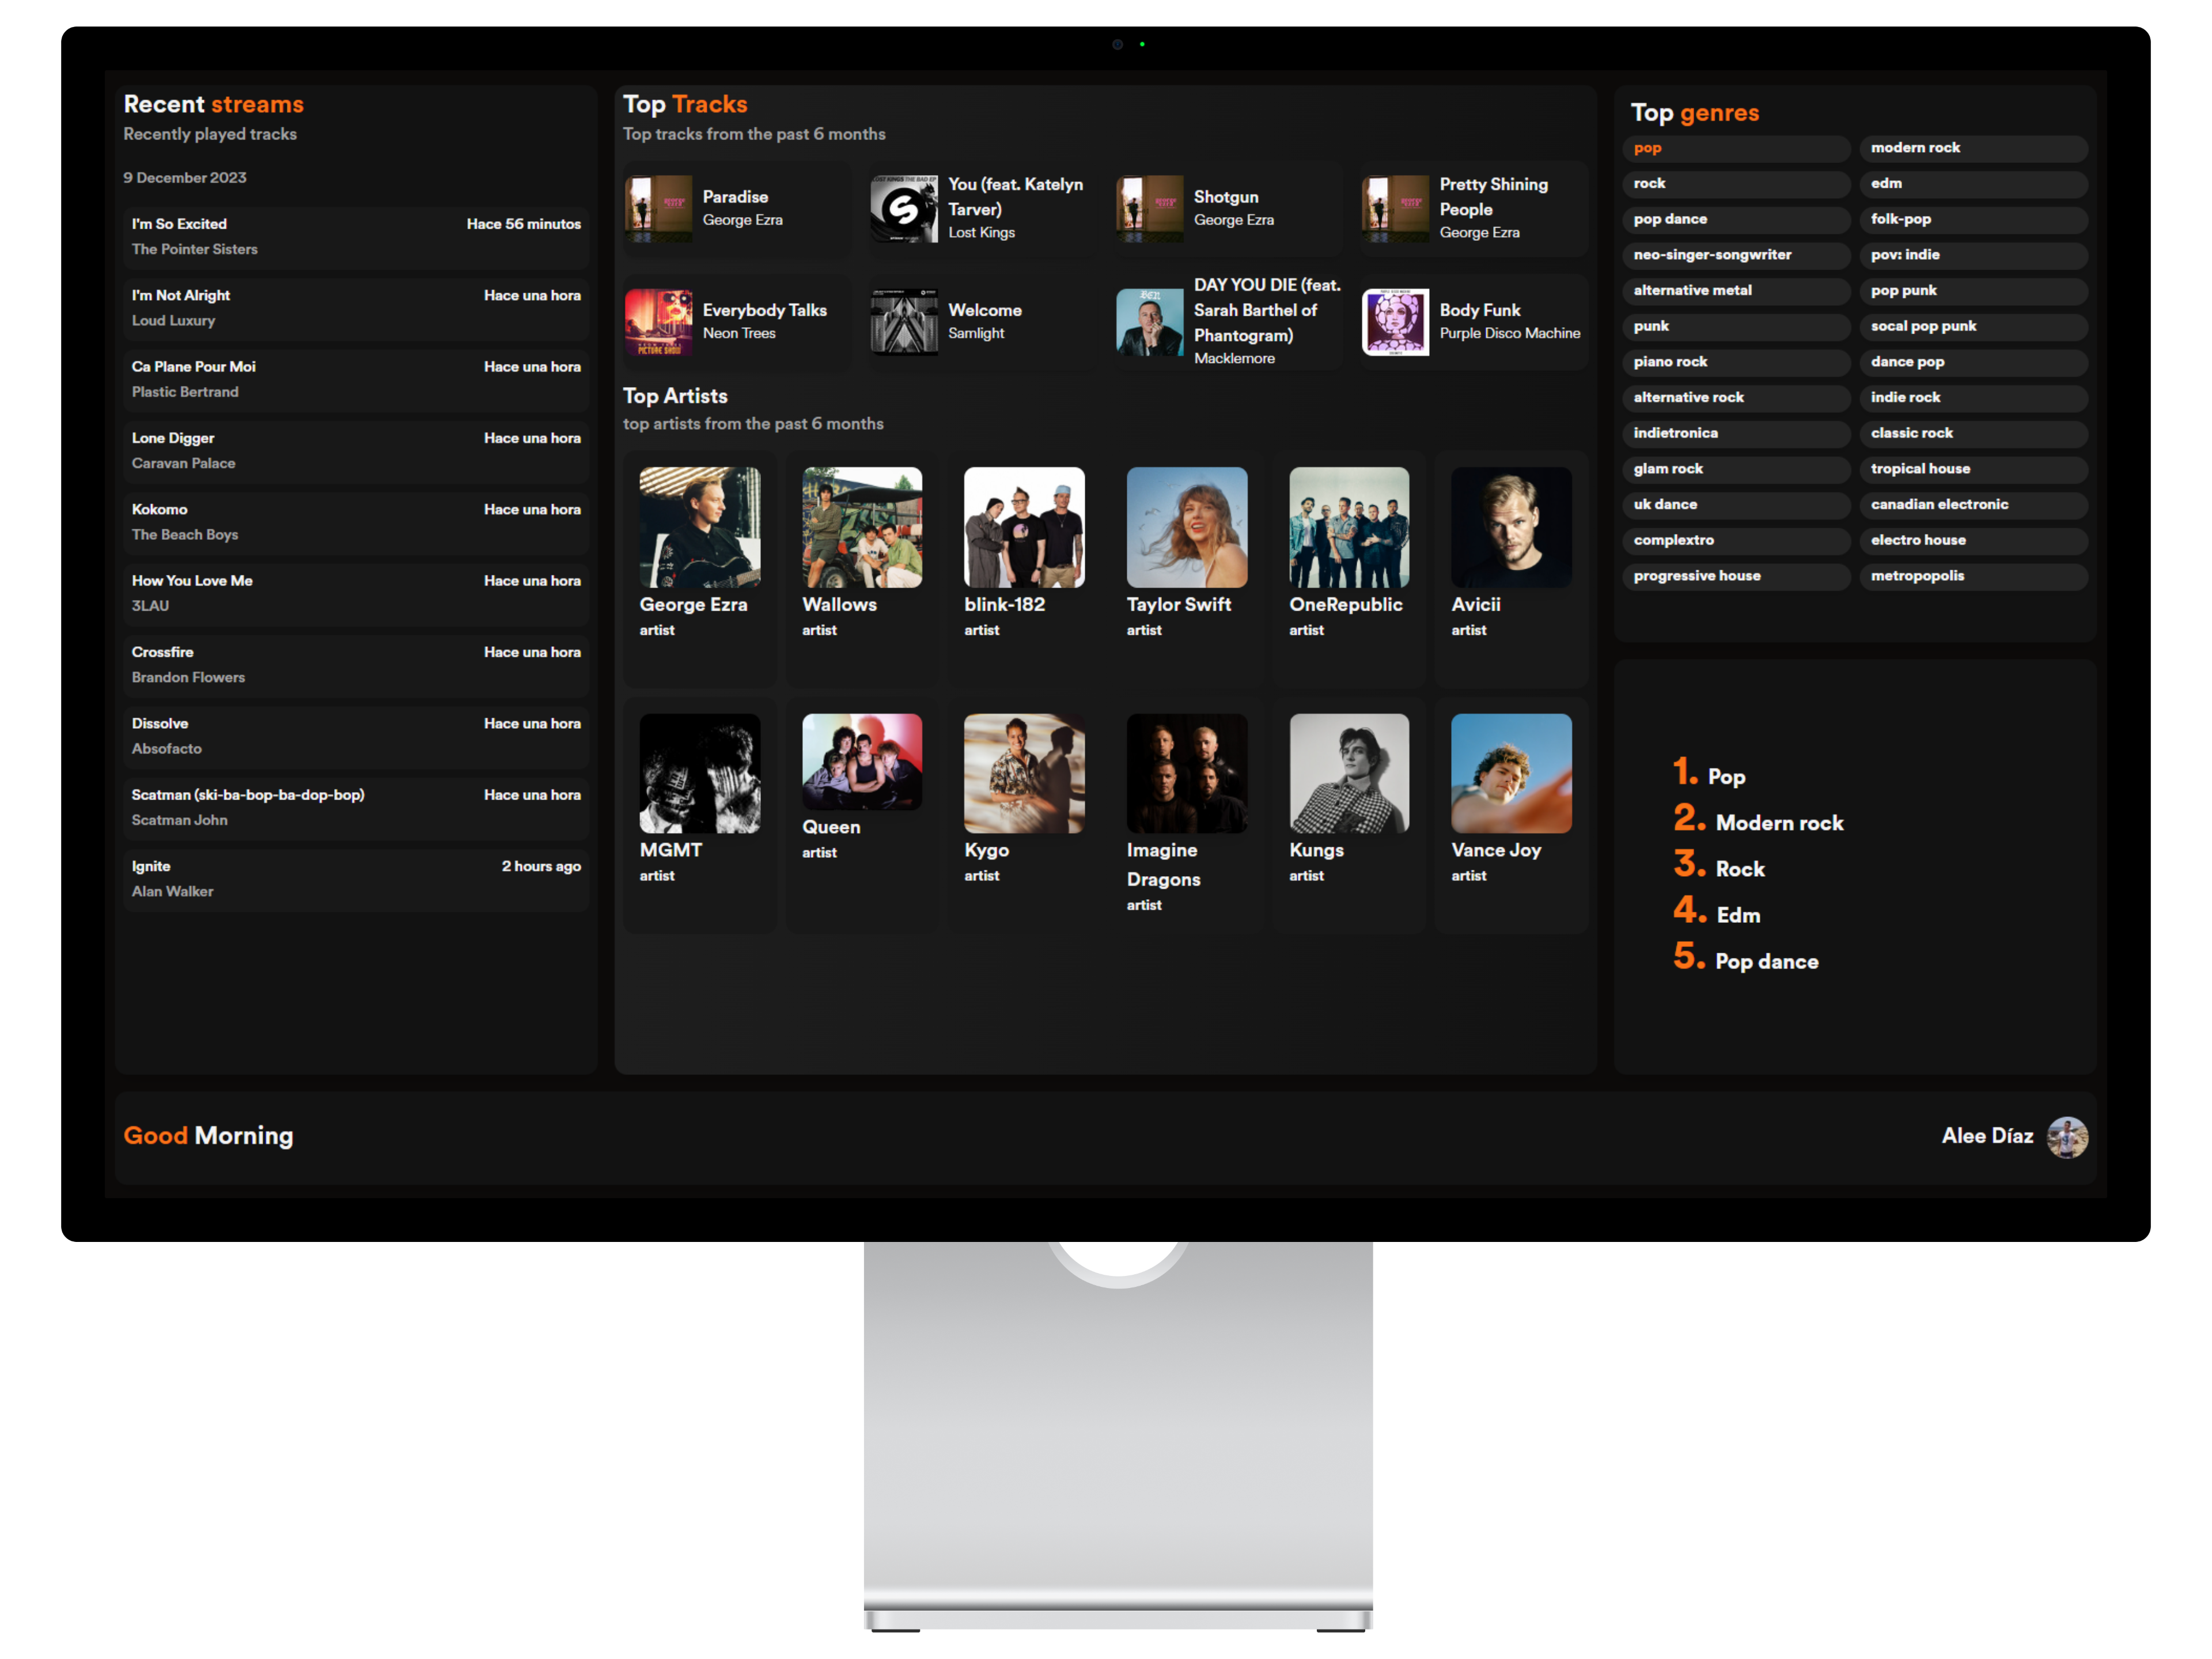 Recent streams
Recently played tracks
9 December 2023
I'm So Excited Hace 56 minutos
The Pointer Sisters
I'm Not Alright Hace una hora
Loud Luxury
Ca Plane Pour Moi Hace una hora
Plastic Bertrand
Lone Digger Hace una hora
Caravan Palace
Kokomo Hace una hora
The Beach Boys
How You Love Me Hace una hora
3LAU
Crossfire Hace una hora
Brandon Flowers
Dissolve Hace una hora
Absofacto
Scatman (ski-ba-bop-ba-dop-bop) Hace una hora
Scatman John
Ignite 2 hours ago
Alan Walker
Top Tracks
Top tracks from the past 6 months
Paradise
George Ezra
You (feat. Katelyn
Tarver)
Lost Kings
Shotgun
George Ezra
Pretty Shining
People
George Ezra
Everybody Talks
Neon Trees
PICTURE SHOW
Welcome
Samlight
DAY YOU DIE (feat.
Sarah Barthel of
Phantogram)
Macklemore
BEN
Body Funk
Purple Disco Machine
Top Artists
top artists from the past 6 months
George Ezra
artist
Wallows
artist
blink-182
artist
Taylor Swift
artist
OneRepublic
artist
Avicii
artist
MGMT
artist
Queen
artist
Kygo
artist
Imagine
Dragons
artist
Kungs
artist
Vance Joy
artist
Top genres
pop modern rock
rock edm
pop dance folk-pop
neo-singer-songwriter pov: indie
alternative metal pop punk
punk socal pop punk
piano rock dance pop
alternative rock indie rock
indietronica classic rock
glam rock tropical house
uk dance canadian electronic
complextro electro house
progressive house metropopolis
1. Pop
2. Modern rock
3. Rock
4. Edm
5. Pop dance
Good Morning
Alee Díaz